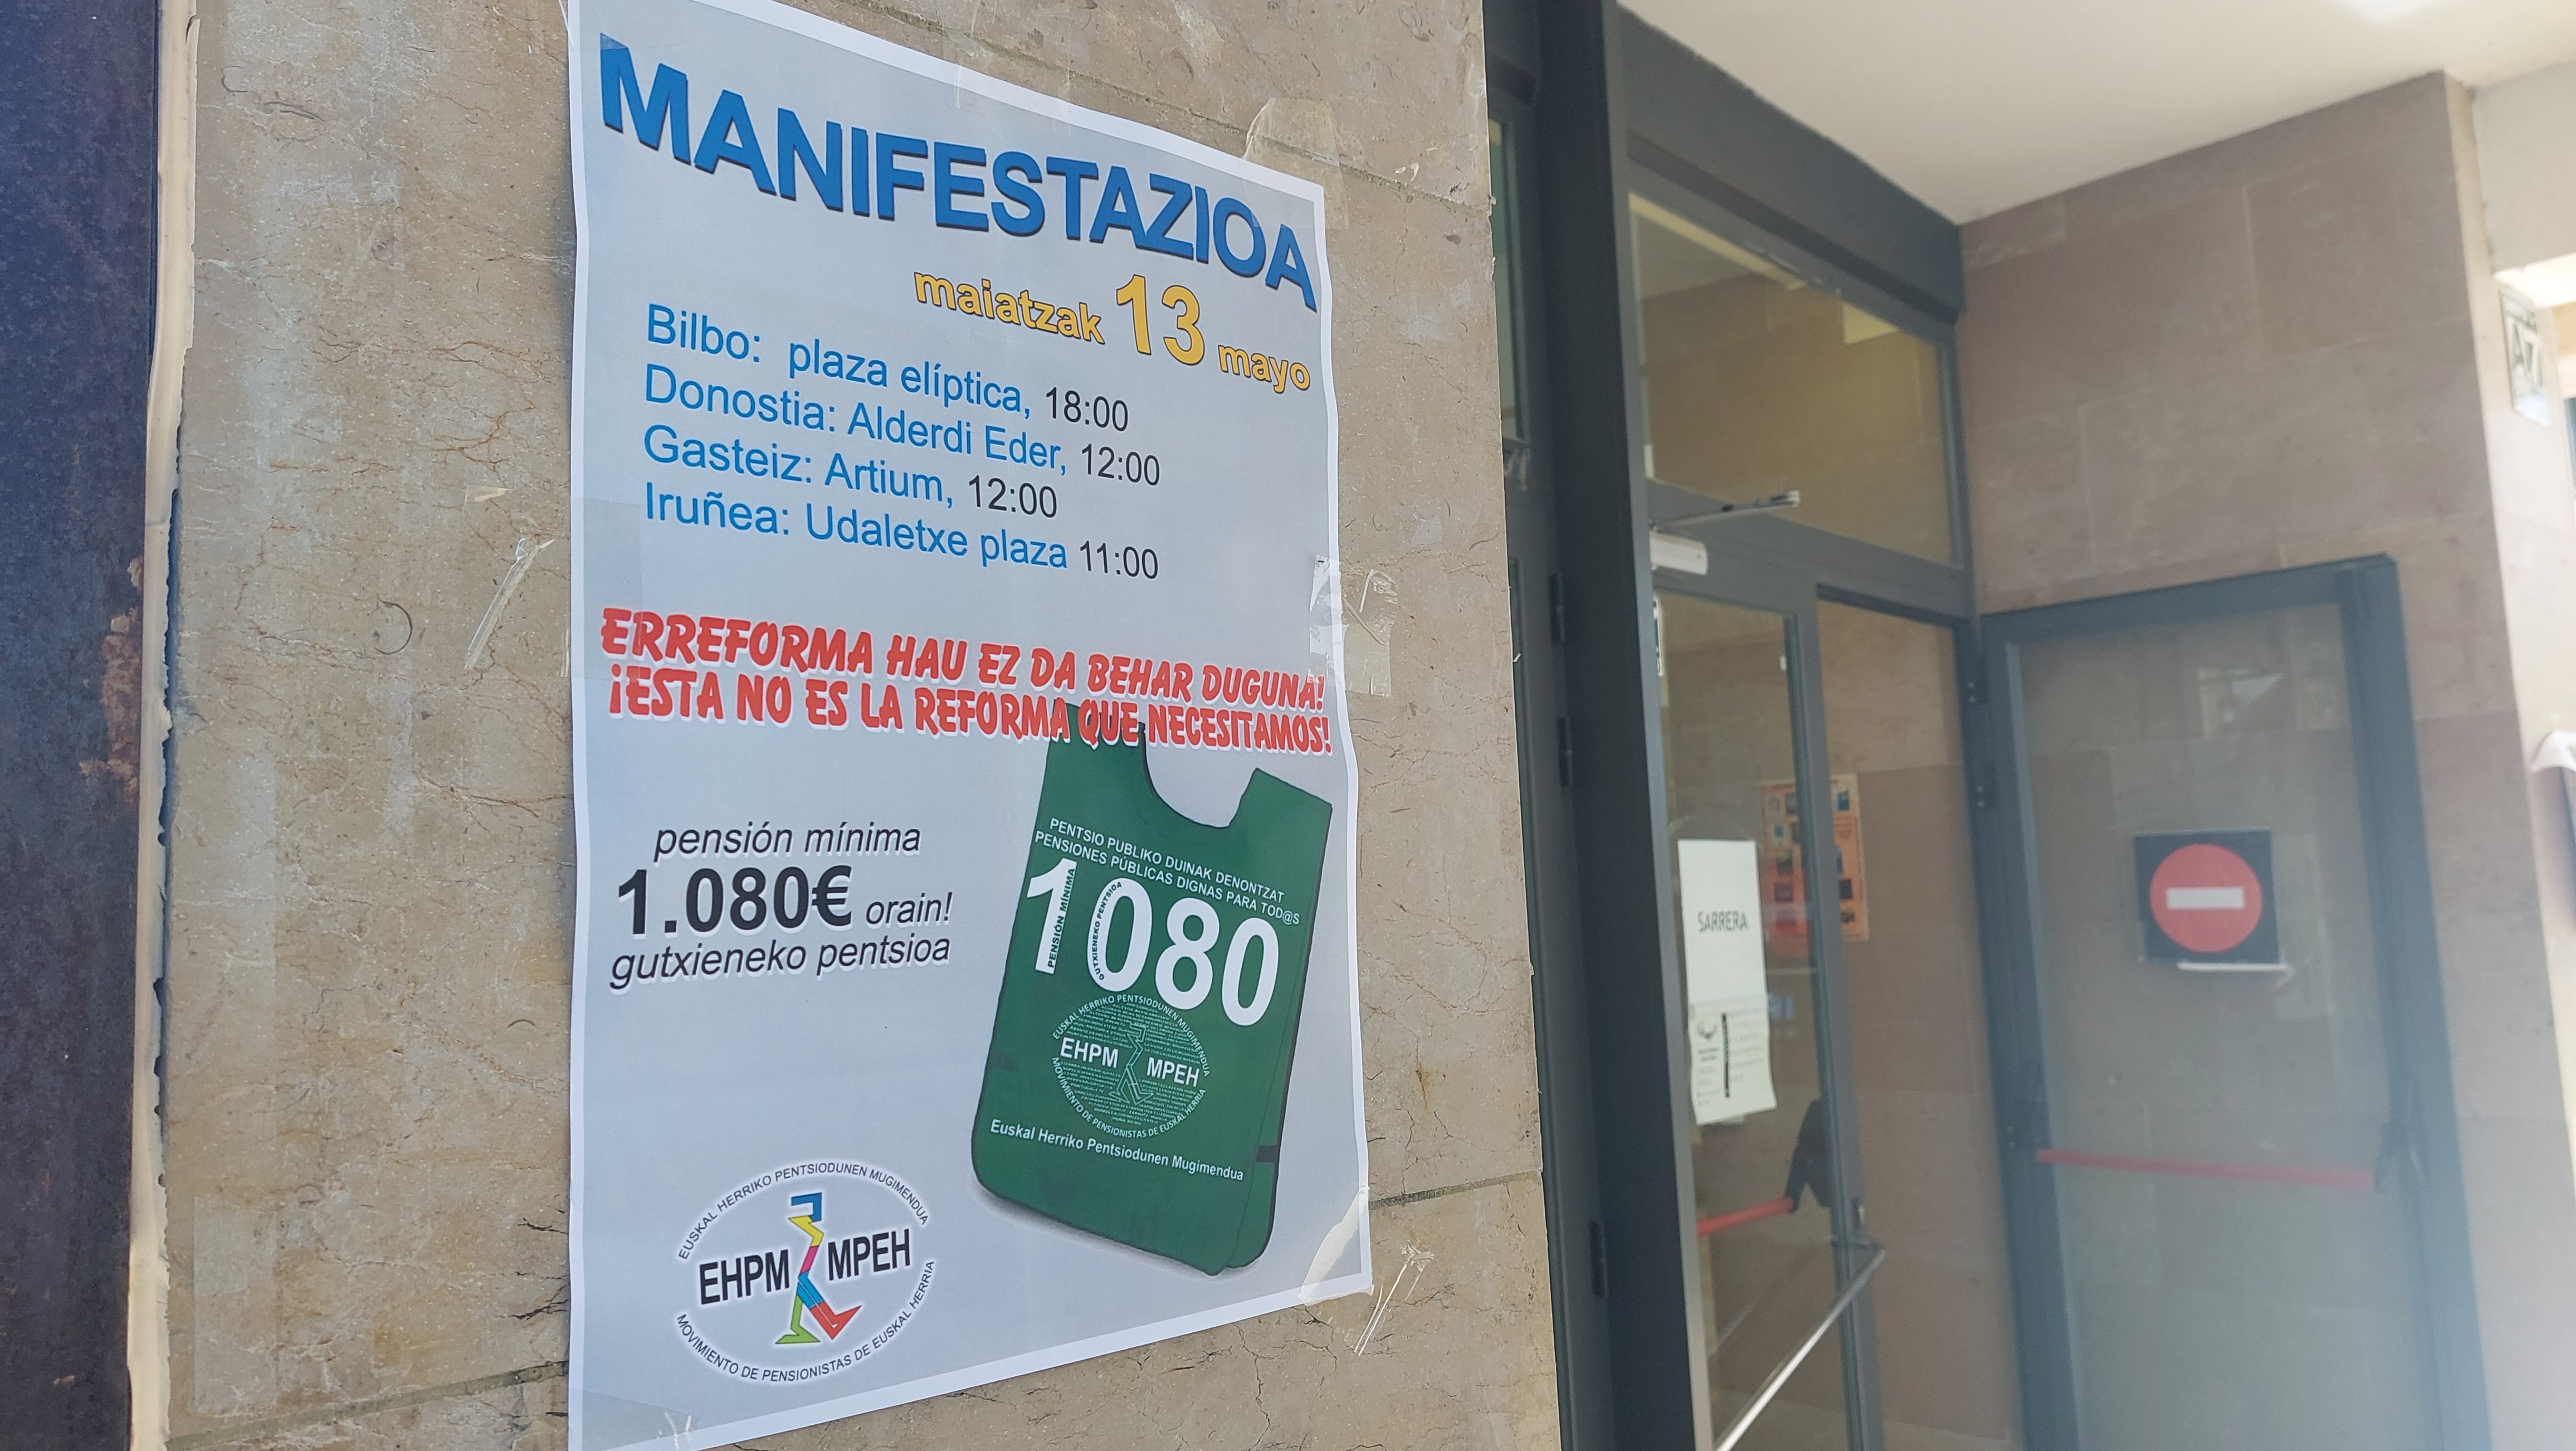 MANIFESTAZIOA
maiatzak 13 mayo
Bilbo: plaza elíptica, 18:00
Donostia: Alderdi Eder, 12:00
Gasteiz: Artium, 12:00
Iruñea: Udaletxe plaza 11:00
ERREFORMA HAU EZ DA BEHAR DUGUNA!
¡ESTA NO ES LA REFORMA QUE NECESITAMOS!
pensión mínima
1.080€ orain!
gutxieneko pentsioa
PENTSIO PUBLIKO DUINAK DENONTZAT
PENSIONES PÚBLICAS DIGNAS PARA TOD@S
1080
PENSIÓN MÍNIMA
GUTXIENEKO PENTSIOA
EUSKAL HERRIKO PENTSIODUNEN MUGIMENDUA
EHPM MPEH
MOVIMIENTO DE PENSIONISTAS DE EUSKAL HERRIA
Euskal Herriko Pentsiodunen Mugimendua
EUSKAL HERRIKO PENTSIODUNEN MUGIMENDUA
EHPM MPEH
MOVIMIENTO DE PENSIONISTAS DE EUSKAL HERRIA
SARRERA